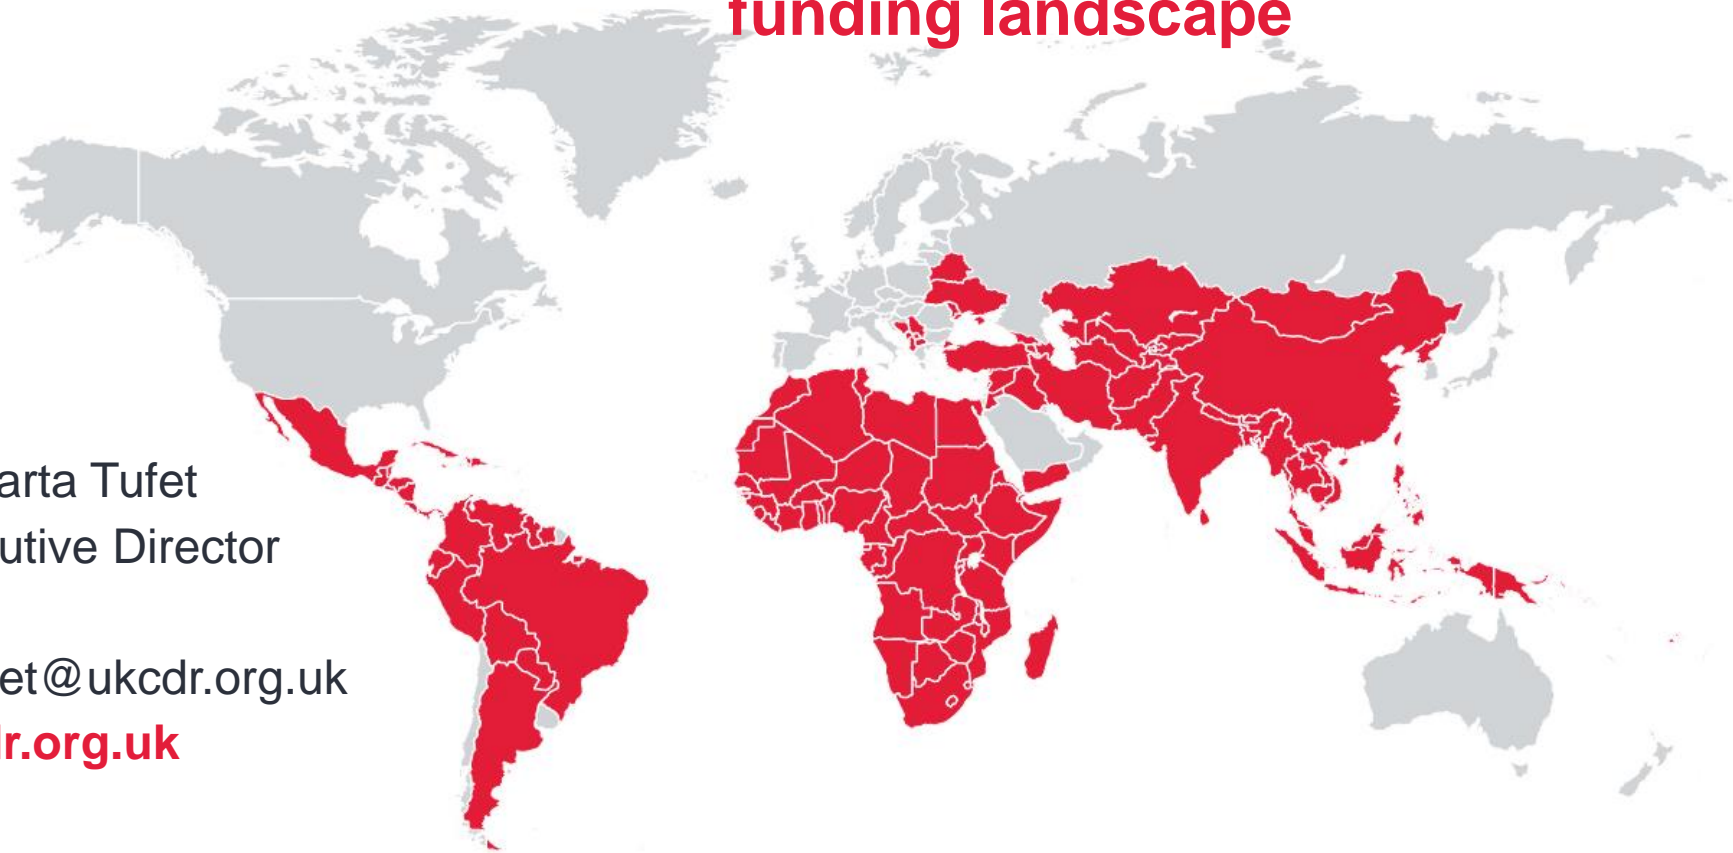 funding landscape
arta Tufet
utive Director
et@ukcdr.org.uk
r.org.uk